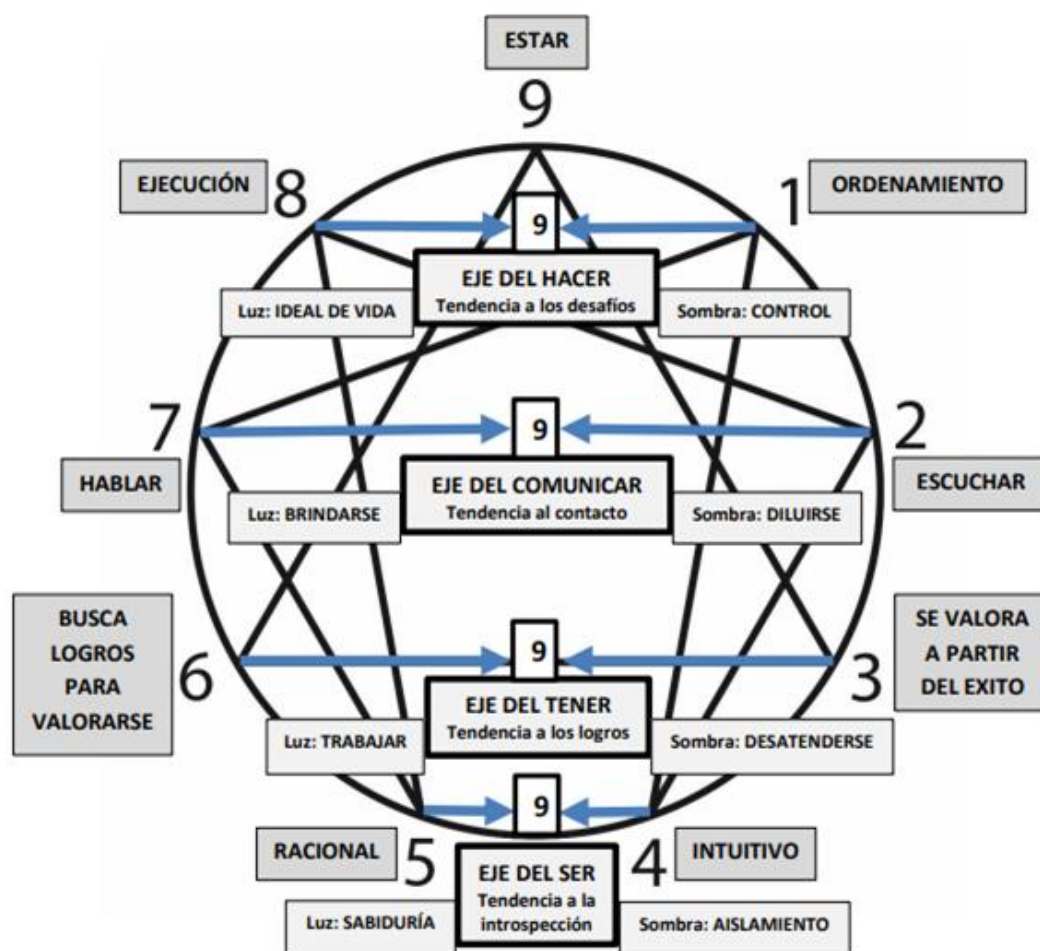 ESTAR
9
EJECUCIÓN
8
1
ORDENAMIENTO
9
EJE DEL HACER
Tendencia a los desafíos
Luz: IDEAL DE VIDA
Sombra: CONTROL
7
2
9
HABLAR
EJE DEL COMUNICAR
Tendencia al contacto
ESCUCHAR
Luz: BRINDARSE
Sombra: DILUIRSE
BUSCA
LOGROS
PARA
VALORARSE
6
9
3
SE VALORA
A PARTIR
DEL EXITO
EJE DEL TENER
Tendencia a los logros
Luz: TRABAJAR
Sombra: DESATENDERSE
9
RACIONAL
5
4
INTUITIVO
EJE DEL SER
Tendencia a la
introspección
Luz: SABIDURÍA
Sombra: AISLAMIENTO